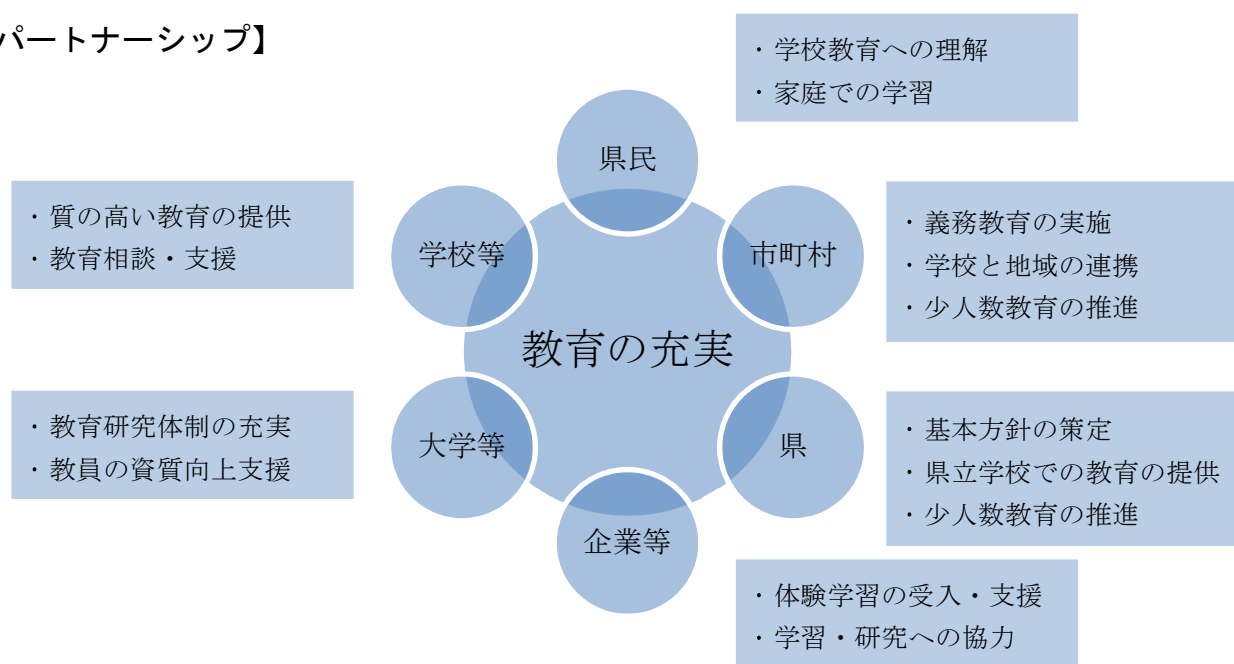 パートナーシップ】
・学校教育への理解
・家庭での学習
県民
・質の高い教育の提供
・教育相談・支援
学校等
市町村
・義務教育の実施
・学校と地域の連携
・少人数教育の推進
教育の充実
・教育研究体制の充実
・教員の資質向上支援
大学等
県
・基本方針の策定
・県立学校での教育の提供
・少人数教育の推進
企業等
・体験学習の受入・支援
・学習・研究への協力